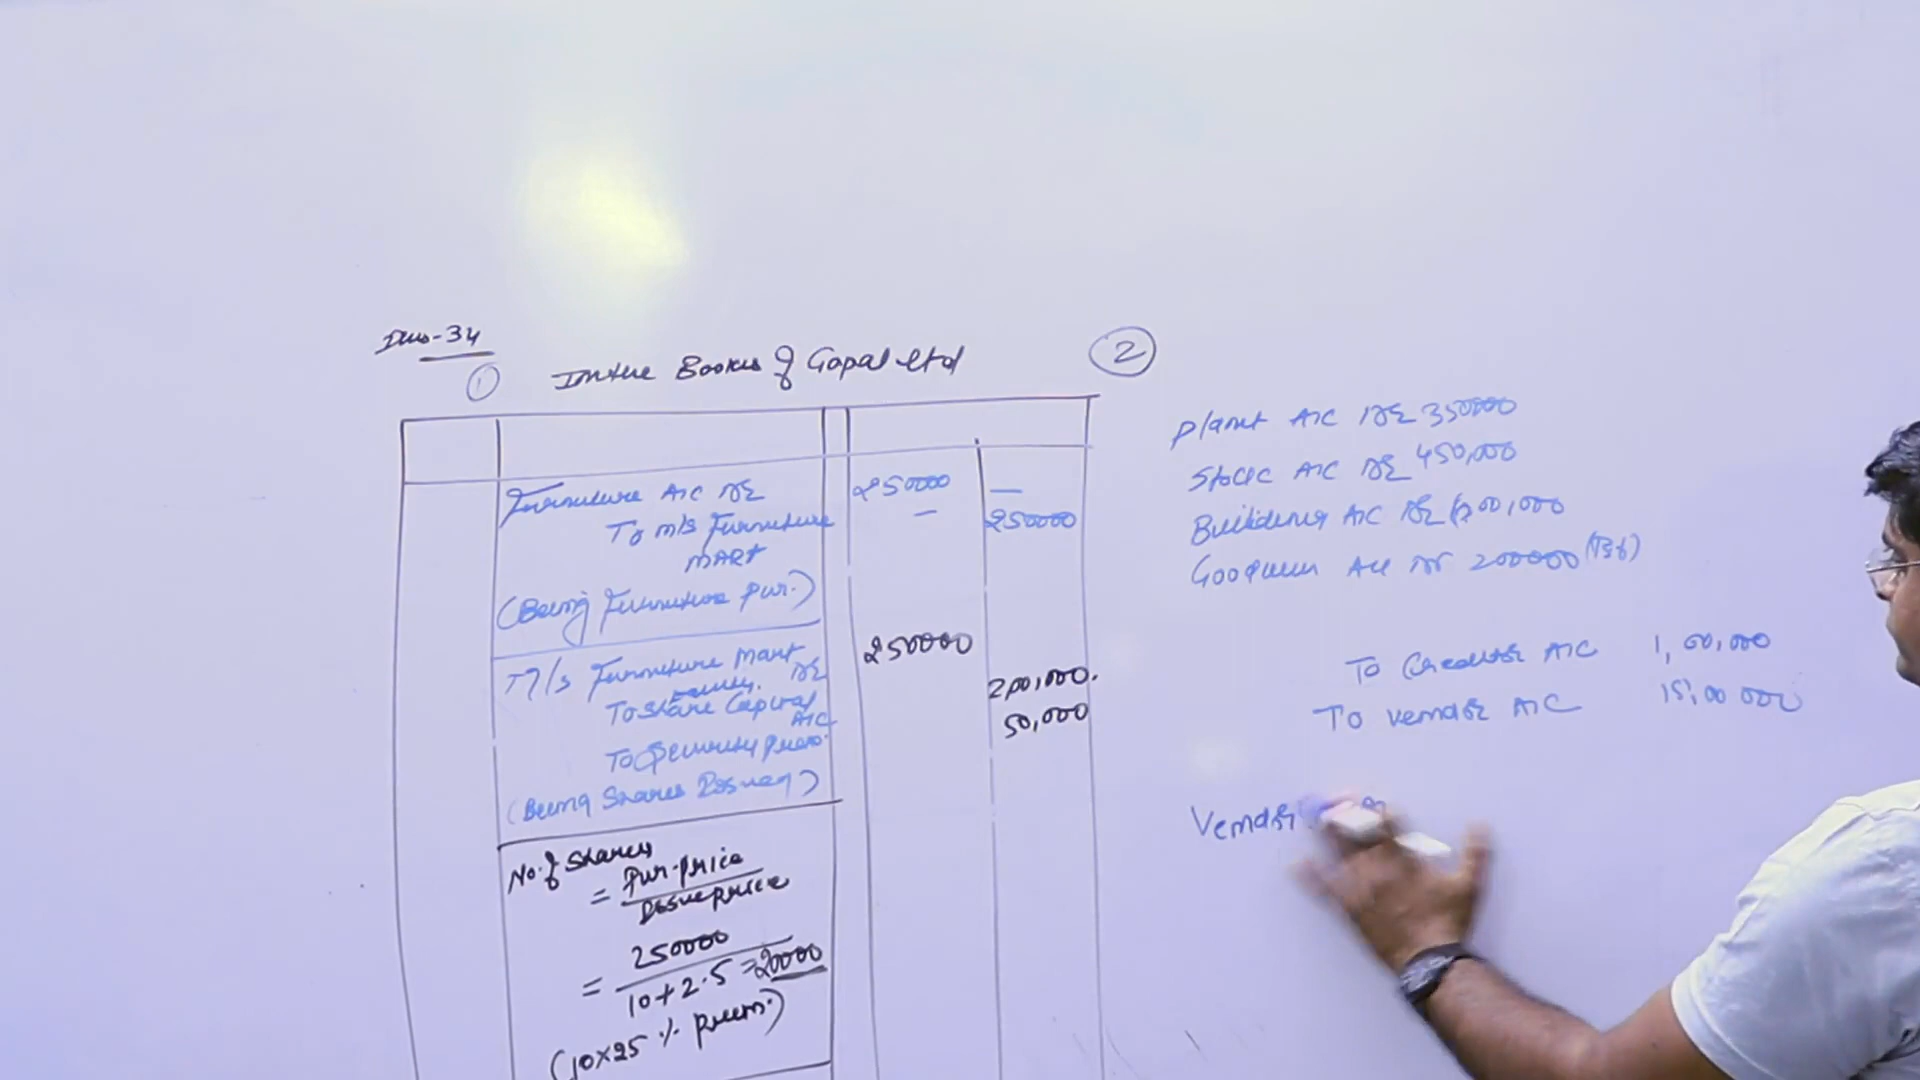 Illus-34
① In the Books of Gopal Ltd
Furniture A/C DR 250000 —
To M/s Furniture — 250000
MART
(Being Furniture Pur.)
M/s Furniture Mart 250000
Equity. DR
To Share Capital 200,000.
A/C
To Security Prem. 50,000
(Being Shares Issued)
No. of Shares
= Pur. price
Issue price
= 250000
10+2.5 = 20000
(10×25 % Prem.)
②
Plant A/C DR 350000
Stock A/C DR 450,000
Building A/C DR 600,000
Goodwill A/c DR 200000 (B.f)
To Creditor A/C 1,00,000
To Vendor A/C 15,00 000
Vendor